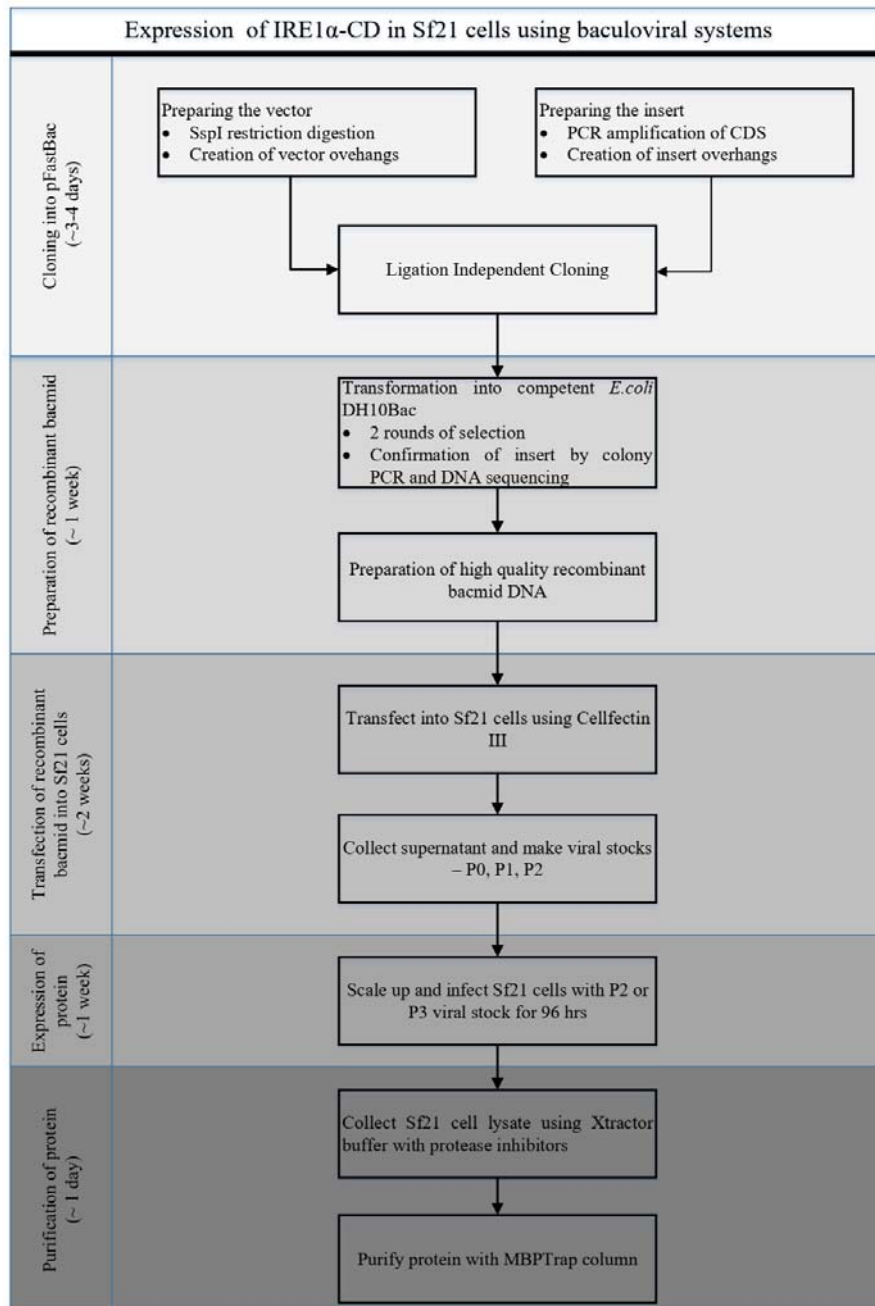 Expression of IRE1α-CD in Sf21 cells using baculoviral systems
Cloning into pFastBac
(~3-4 days)
Preparing the vector
• SspI restriction digestion
• Creation of vector ovehangs
Preparing the insert
• PCR amplification of CDS
• Creation of insert overhangs
Ligation Independent Cloning
Preparation of recombinant bacmid
(~ 1 week)
Transformation into competent E.coli
DH10Bac
• 2 rounds of selection
• Confirmation of insert by colony
PCR and DNA sequencing
Preparation of high quality recombinant
bacmid DNA
Transfection of recombinant
bacmid into Sf21 cells
(~2 weeks)
Transfect into Sf21 cells using Cellfectin
III
Collect supernatant and make viral stocks
– P0, P1, P2
Expression of
protein
(~1 week)
Scale up and infect Sf21 cells with P2 or
P3 viral stock for 96 hrs
Purification of protein
(~ 1 day)
Collect Sf21 cell lysate using Xtractor
buffer with protease inhibitors
Purify protein with MBPTrap column